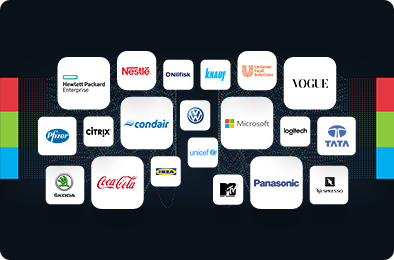 Hewlett Packard
Enterprise
Nestlé
Nilfisk
KNAUF
Unilever
Food
Solutions
VOGUE
Pfizer
CITRIX
condair
VW
Microsoft
logitech
TATA
unicef
ŠKODA
Coca-Cola
IKEA
MTV
Panasonic
NESPRESSO